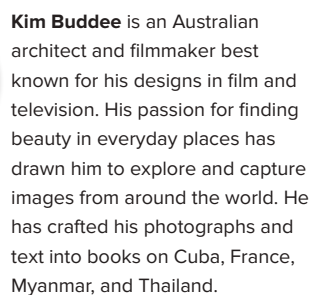 Kim Buddee is an Australian
architect and filmmaker best
known for his designs in film and
television. His passion for finding
beauty in everyday places has
drawn him to explore and capture
images from around the world. He
has crafted his photographs and
text into books on Cuba, France,
Myanmar, and Thailand.